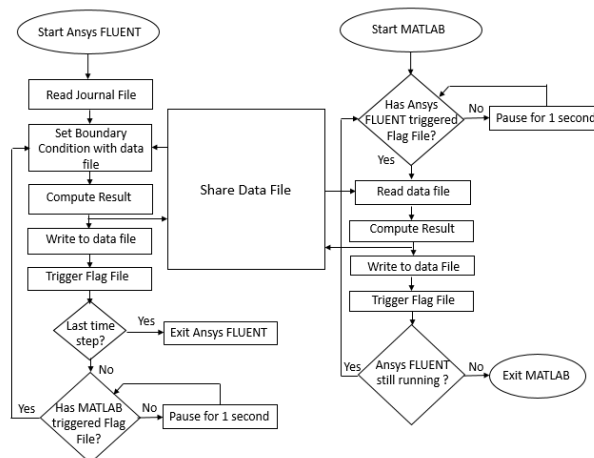 Start Ansys FLUENT
Read Journal File
Set Boundary
Condition with data
file
Compute Result
Write to data file
Trigger Flag File
Last time
step?
Yes
Exit Ansys FLUENT
No
Has MATLAB
triggered Flag
File?
Yes
No
Pause for 1 second
Share Data File
Start MATLAB
Has Ansys
FLUENT triggered
Flag File?
No
Pause for 1 second
Yes
Read data file
Compute Result
Write to data File
Trigger Flag File
Ansys FLUENT
still running ?
Yes
No
Exit MATLAB